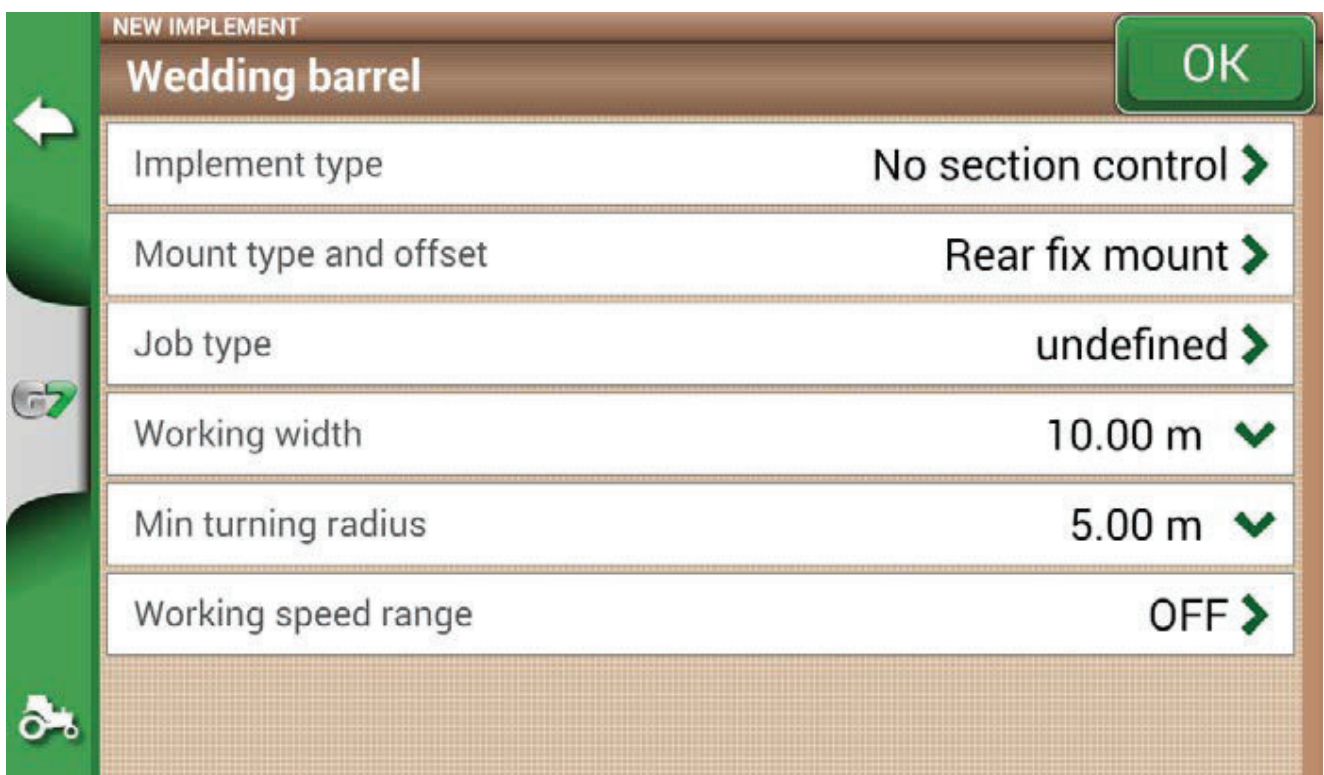 NEW IMPLEMENT
Wedding barrel
OK
Implement type No section control
Mount type and offset Rear fix mount
Job type undefined
G7
Working width 10.00 m
Min turning radius 5.00 m
Working speed range OFF